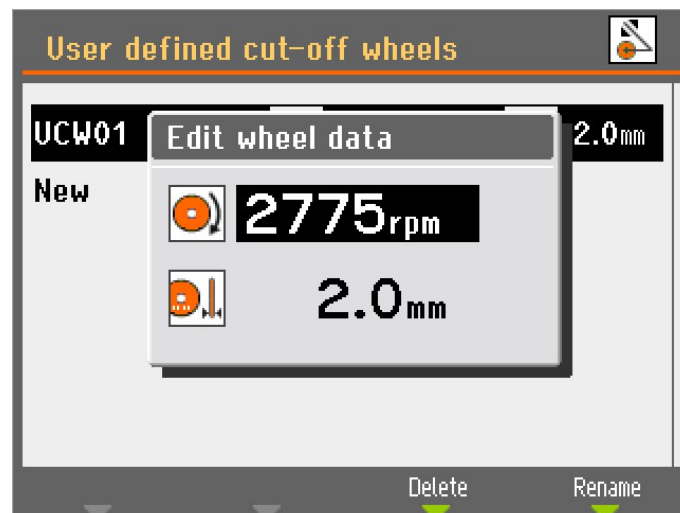 User defined cut-off wheels
UCW01 2.0mm
Edit wheel data
New
2775rpm
2.0mm
Delete Rename